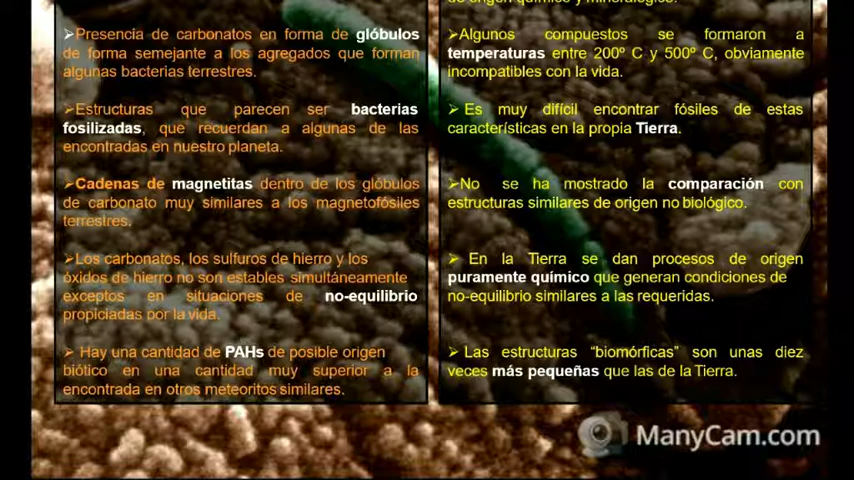 Presencia de carbonatos en forma de glóbulos
de forma semejante a los agregados que forman
algunas bacterias terrestres.
Estructuras que parecen ser bacterias
fosilizadas, que recuerdan a algunas de las
encontradas en nuestro planeta.
Cadenas de magnetitas dentro de los glóbulos
de carbonato muy similares a los magnetofósiles
terrestres.
Los carbonatos, los sulfuros de hierro y los
óxidos de hierro no son estables simultáneamente
exceptos en situaciones de no-equilibrio
propiciadas por la vida.
Hay una cantidad de PAHs de posible origen
biótico en una cantidad muy superior a la
encontrada en otros meteoritos similares.
de origen químico y mineralógico.
Algunos compuestos se formaron a
temperaturas entre 200º C y 500º C, obviamente
incompatibles con la vida.
Es muy difícil encontrar fósiles de estas
características en la propia Tierra.
No se ha mostrado la comparación con
estructuras similares de origen no biológico.
En la Tierra se dan procesos de origen
puramente químico que generan condiciones de
no-equilibrio similares a las requeridas.
Las estructuras “biomórficas” son unas diez
veces más pequeñas que las de la Tierra.
ManyCam.com